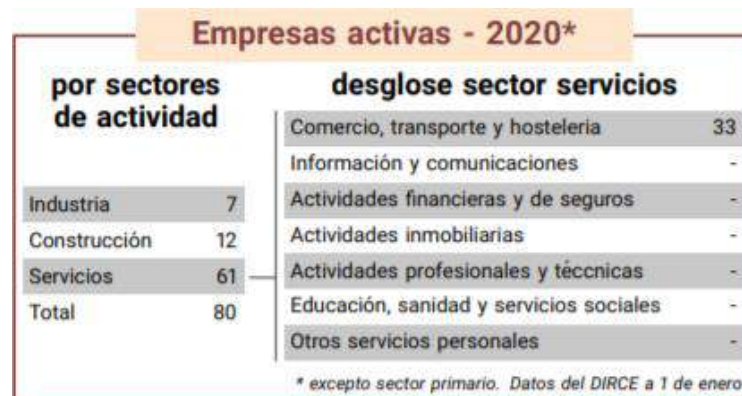 Empresas activas - 2020*
por sectores
de actividad
Industria 7
Construcción 12
Servicios 61
Total 80
desglose sector servicios
Comercio, transporte y hosteleria 33
Información y comunicaciones -
Actividades financieras y de seguros -
Actividades inmobiliarias -
Actividades profesionales y téccnicas -
Educación, sanidad y servicios sociales -
Otros servicios personales -
* excepto sector primario. Datos del DIRCE a 1 de enero